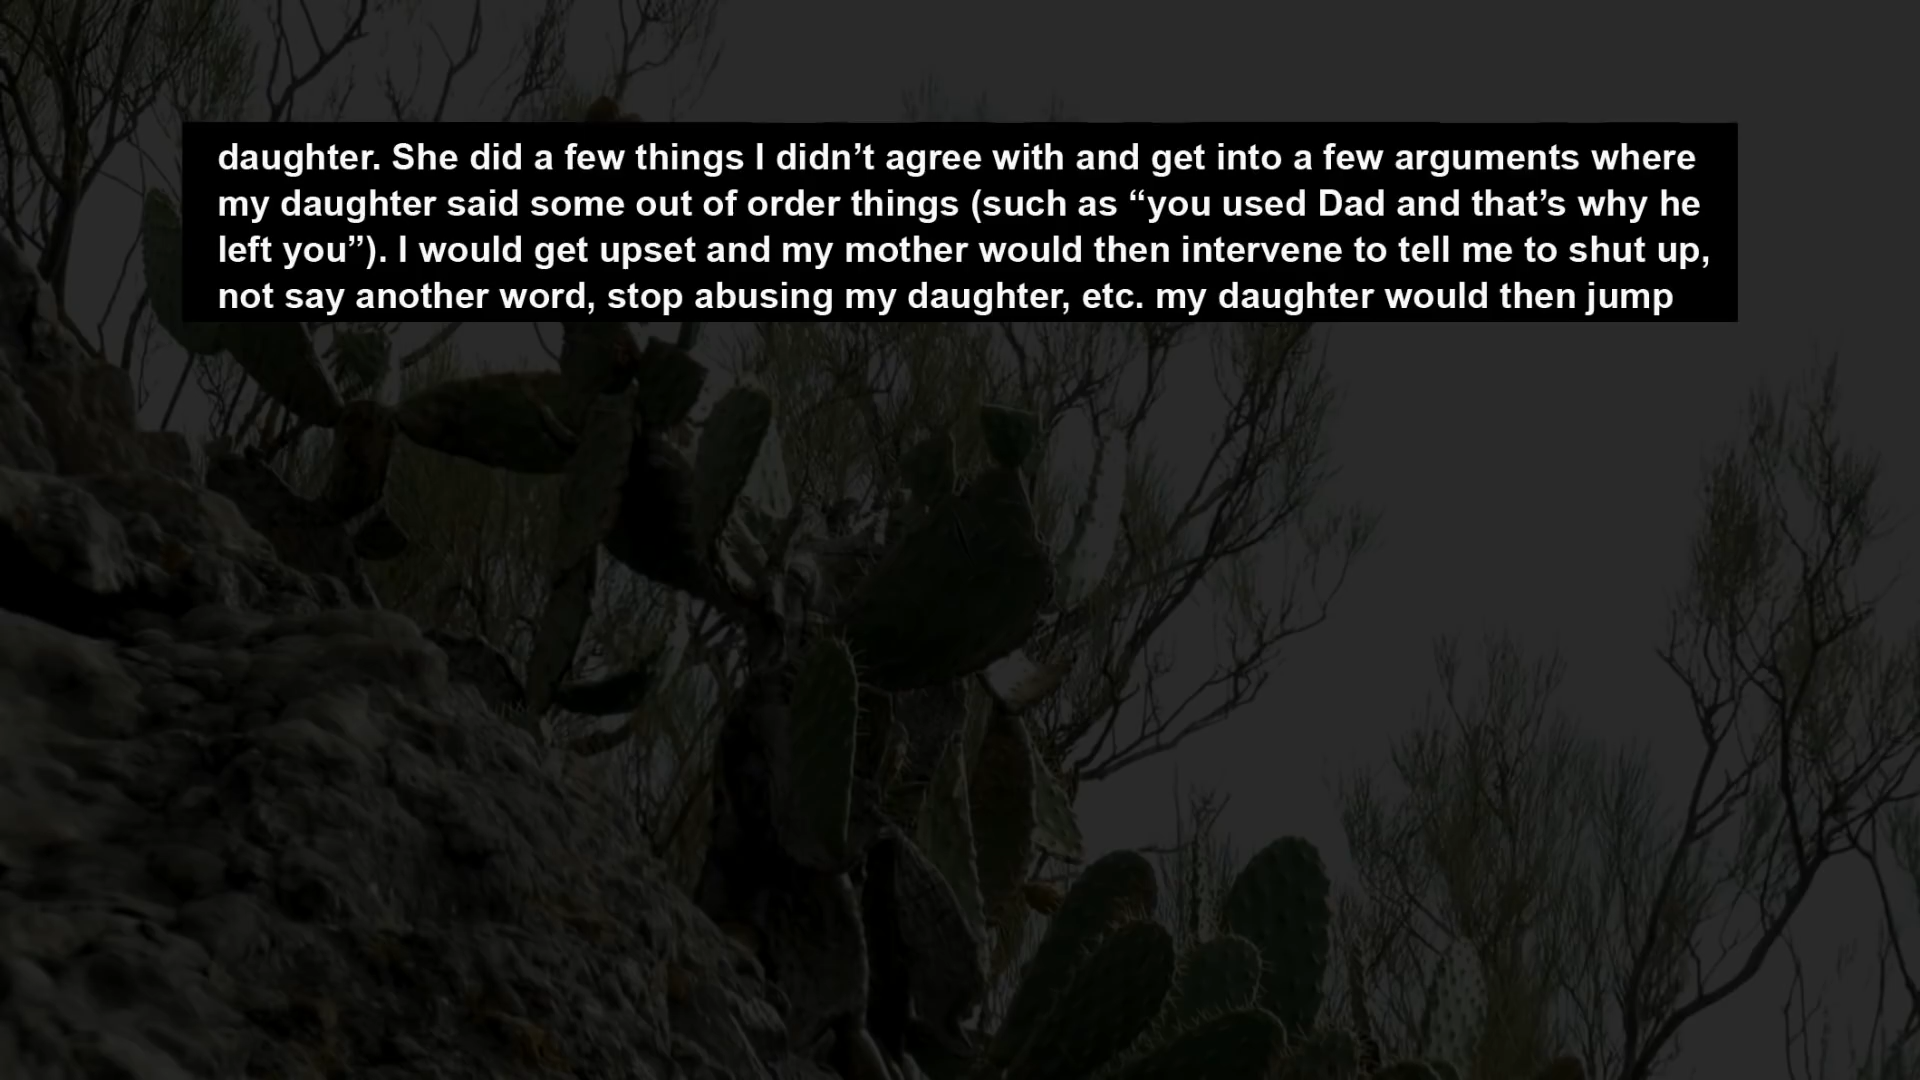 daughter. She did a few things I didn’t agree with and get into a few arguments where
my daughter said some out of order things (such as “you used Dad and that’s why he
left you”). I would get upset and my mother would then intervene to tell me to shut up,
not say another word, stop abusing my daughter, etc. my daughter would then jump